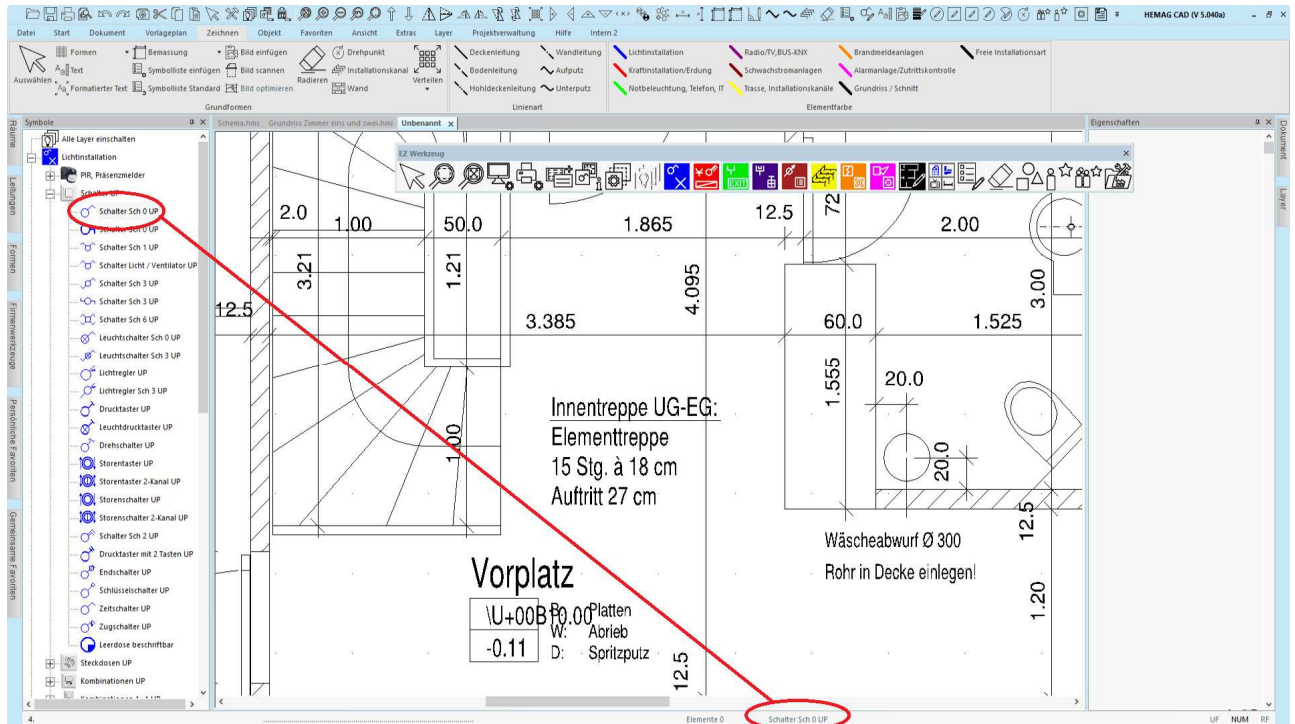 HEMAG CAD (V 5.040a)
Datei Start Dokument Vorlageplan Zeichnen Objekt Favoriten Ansicht Extras Layer Projektverwaltung Hilfe Intern 2
Auswählen
Formen
Text
Formatierter Text
Bemassung
Symbolliste einfügen
Symbolliste Standard
Bild einfügen
Bild scannen
Bild optimieren
Radieren
Drehpunkt
Installationskanal
Wand
Verteilen
Grundformen
Deckenleitung
Bodenleitung
Hohldeckenleitung
Wandleitung
Aufputz
Unterputz
Linienart
Lichtinstallation
Kraftinstallation/Erdung
Notbeleuchtung, Telefon, IT
Radio/TV,BUS-KNX
Schwachstromanlagen
Trasse, Installationskanäle
Brandmeldeanlagen
Alarmanlage/Zutrittskontrolle
Grundriss / Schnitt
Freie Installationsart
Elementfarbe
Räume
Leitungen
Formen
Firmenwerkzeuge
Persönliche Favoriten
Gemeinsame Favoriten
Symbole
Alle Layer einschalten
Lichtinstallation
PIR, Präsenzmelder
Schalter UP
Schalter Sch 0 UP
Schalter Sch 0 UP
Schalter Sch 1 UP
Schalter Licht / Ventilator UP
Schalter Sch 3 UP
Schalter Sch 3 UP
Schalter Sch 6 UP
Leuchtschalter Sch 0 UP
Leuchtschalter Sch 3 UP
Lichtregler UP
Lichtregler Sch 3 UP
Drucktaster UP
Leuchtdrucktaster UP
Drehschalter UP
Storentaster UP
Storentaster 2-Kanal UP
Storenschalter UP
Storenschalter 2-Kanal UP
Schalter Sch 2 UP
Drucktaster mit 2 Tasten UP
Endschalter UP
Schlüsselschalter UP
Zeitschalter UP
Zugschalter UP
Leerdose beschriftbar
Steckdosen UP
Kombinationen UP
Schema.hms Grundriss Zimmer eins und zwei.hmi Unbenannt x
EZ Werkzeug
EXIT
2.0
1.00
50.0
1.865
12.5
72
2.00
3.21
1.21
4.095
3.00
12.5
3.385
60.0
1.525
1.555
20.0
1.00
Innentreppe UG-EG:
Elementtreppe
15 Stg. à 18 cm
Auftritt 27 cm
20.0
12.5
Wäscheabwurf Ø 300
Rohr in Decke einlegen!
1.20
Vorplatz
\U+00B10.00
-0.11
B: Platten
W: Abrieb
D: Spritzputz
12.5
Eigenschaften
Dokument
Layer
4.
Elemente 0
Schalter Sch 0 UP
UF NUM RF